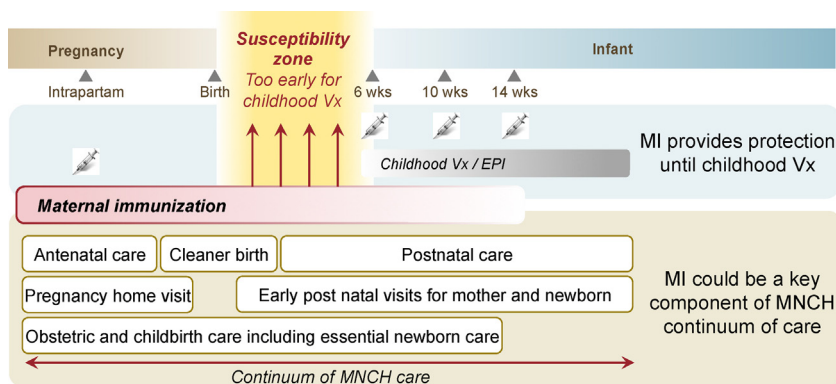 Pregnancy
Susceptibility
zone
Too early for
childhood Vx
Infant
Intrapartam
Birth
6 wks
10 wks
14 wks
Childhood Vx / EPI
MI provides protection
until childhood Vx
Maternal immunization
Antenatal care
Cleaner birth
Postnatal care
Pregnancy home visit
Early post natal visits for mother and newborn
Obstetric and childbirth care including essential newborn care
MI could be a key
component of MNCH
continuum of care
Continuum of MNCH care